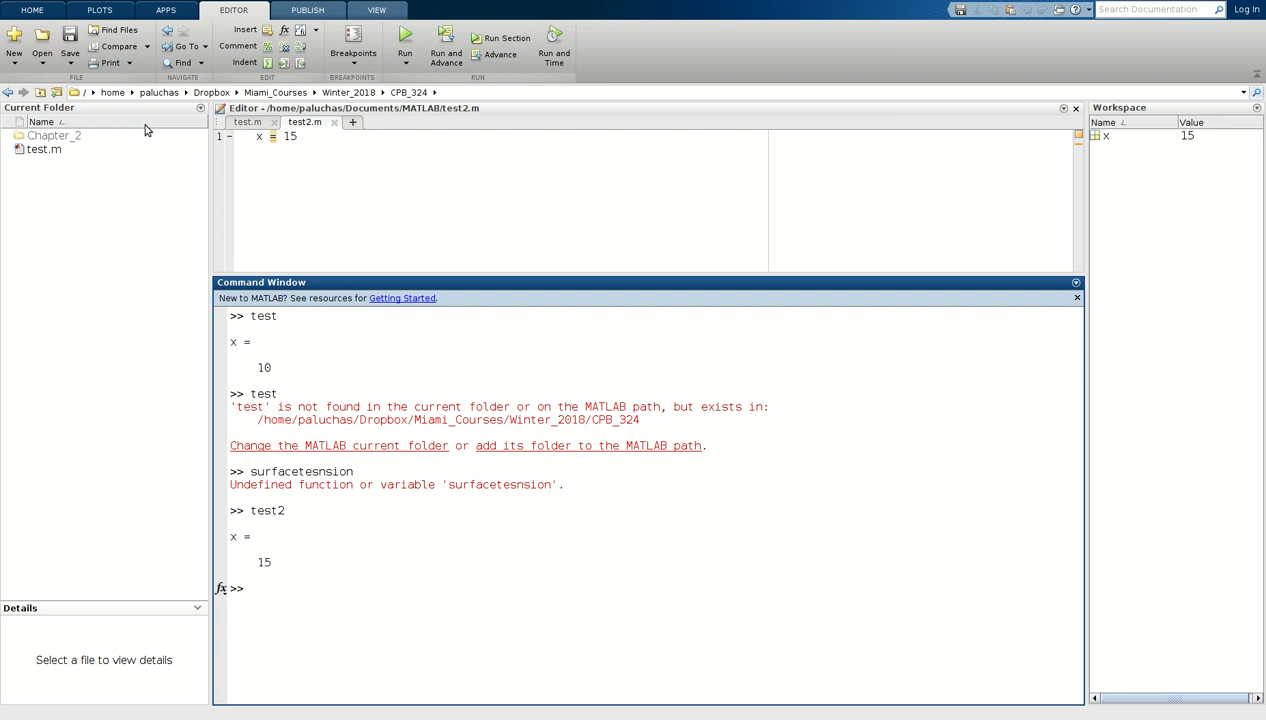 HOME PLOTS APPS EDITOR PUBLISH VIEW Search Documentation Log In
New Open Save Find Files Compare Print Go To Find Insert Comment Indent fx Breakpoints Run Run and Advance Run Section Advance Run and Time
FILE NAVIGATE EDIT BREAKPOINTS RUN
/ home paluchas Dropbox Miami_Courses Winter_2018 CPB_324
Current Folder
Name
Chapter_2
test.m
Details
Select a file to view details
Editor - /home/paluchas/Documents/MATLAB/test2.m
test.m test2.m +
1 – x = 15
Command Window
New to MATLAB? See resources for Getting Started.
>> test
x =
10
>> test
'test' is not found in the current folder or on the MATLAB path, but exists in:
/home/paluchas/Dropbox/Miami_Courses/Winter_2018/CPB_324
Change the MATLAB current folder or add its folder to the MATLAB path.
>> surfacetesnsion
Undefined function or variable 'surfacetesnsion'.
>> test2
x =
15
fx >>
Workspace
Name Value
x 15